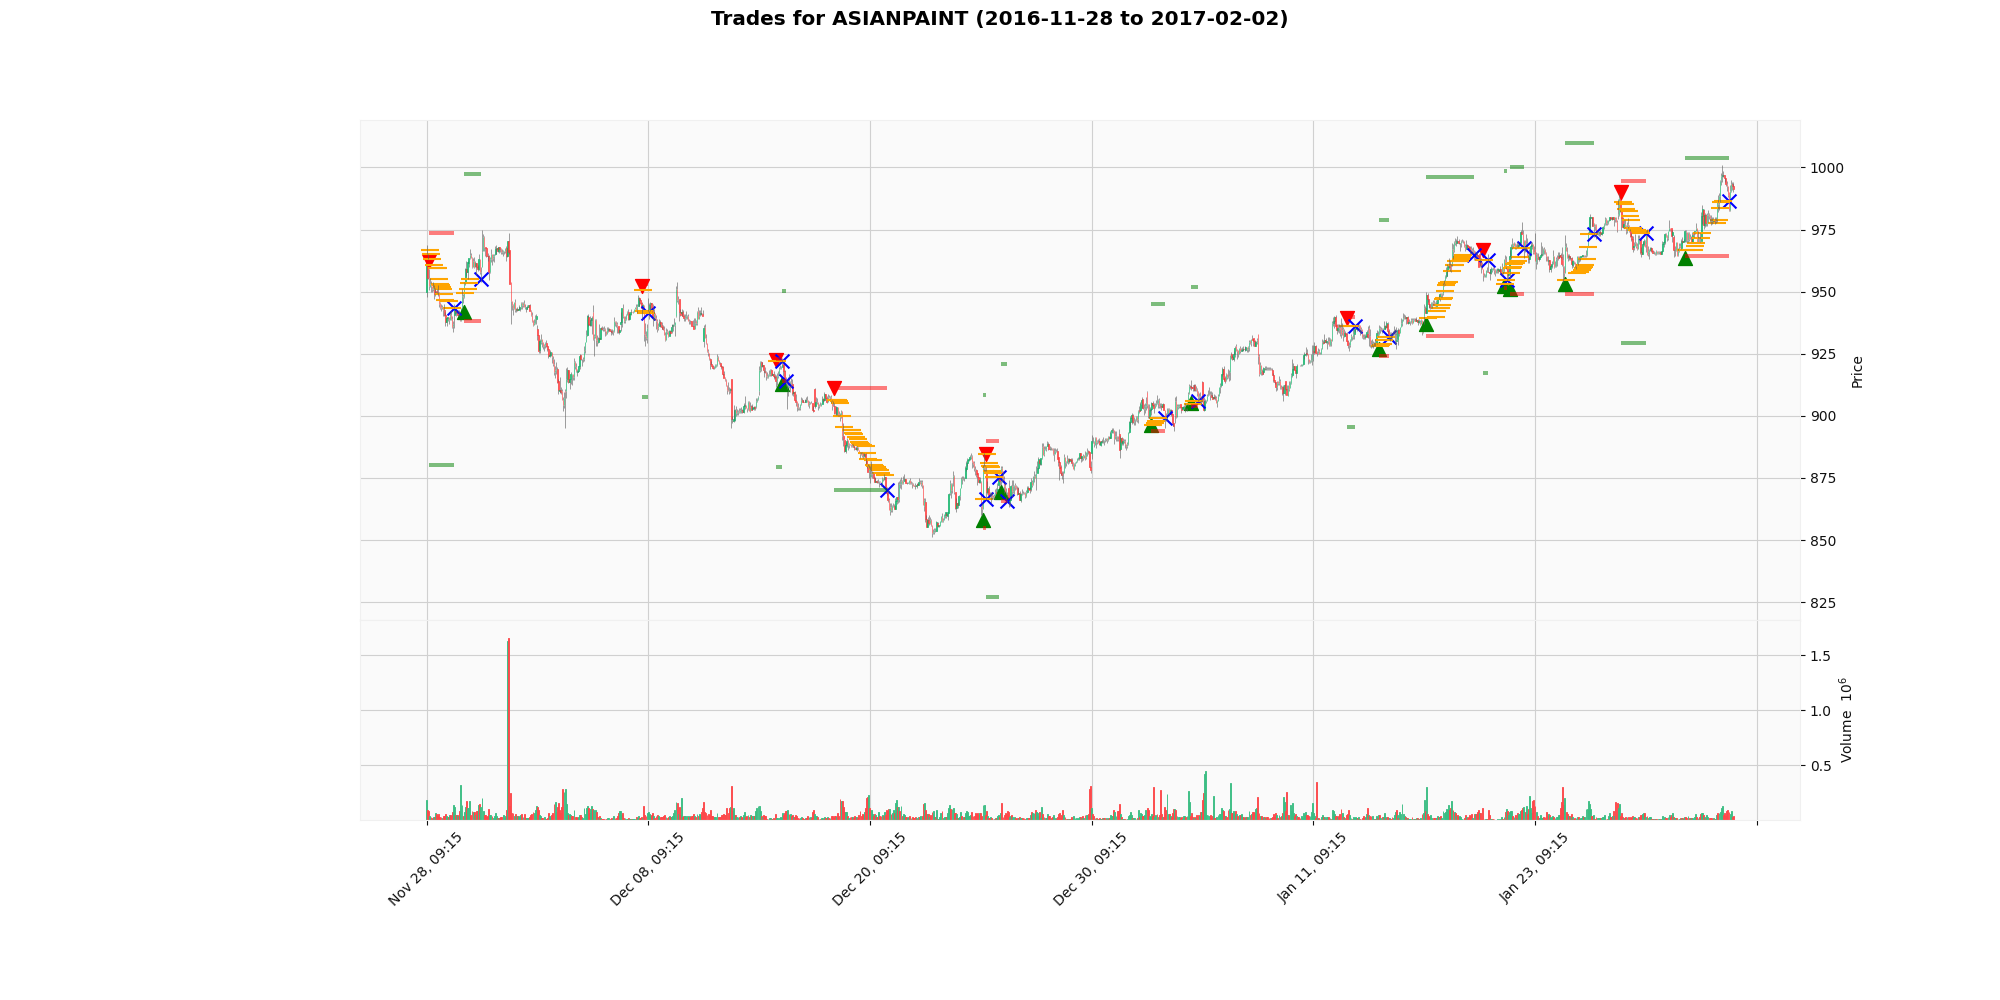 Trades for ASIANPAINT (2016-11-28 to 2017-02-02)
1000
975
950
925
900
875
850
825
Price
1.5
1.0
0.5
Volume 10⁶
Nov 28, 09:15
Dec 08, 09:15
Dec 20, 09:15
Dec 30, 09:15
Jan 11, 09:15
Jan 23, 09:15